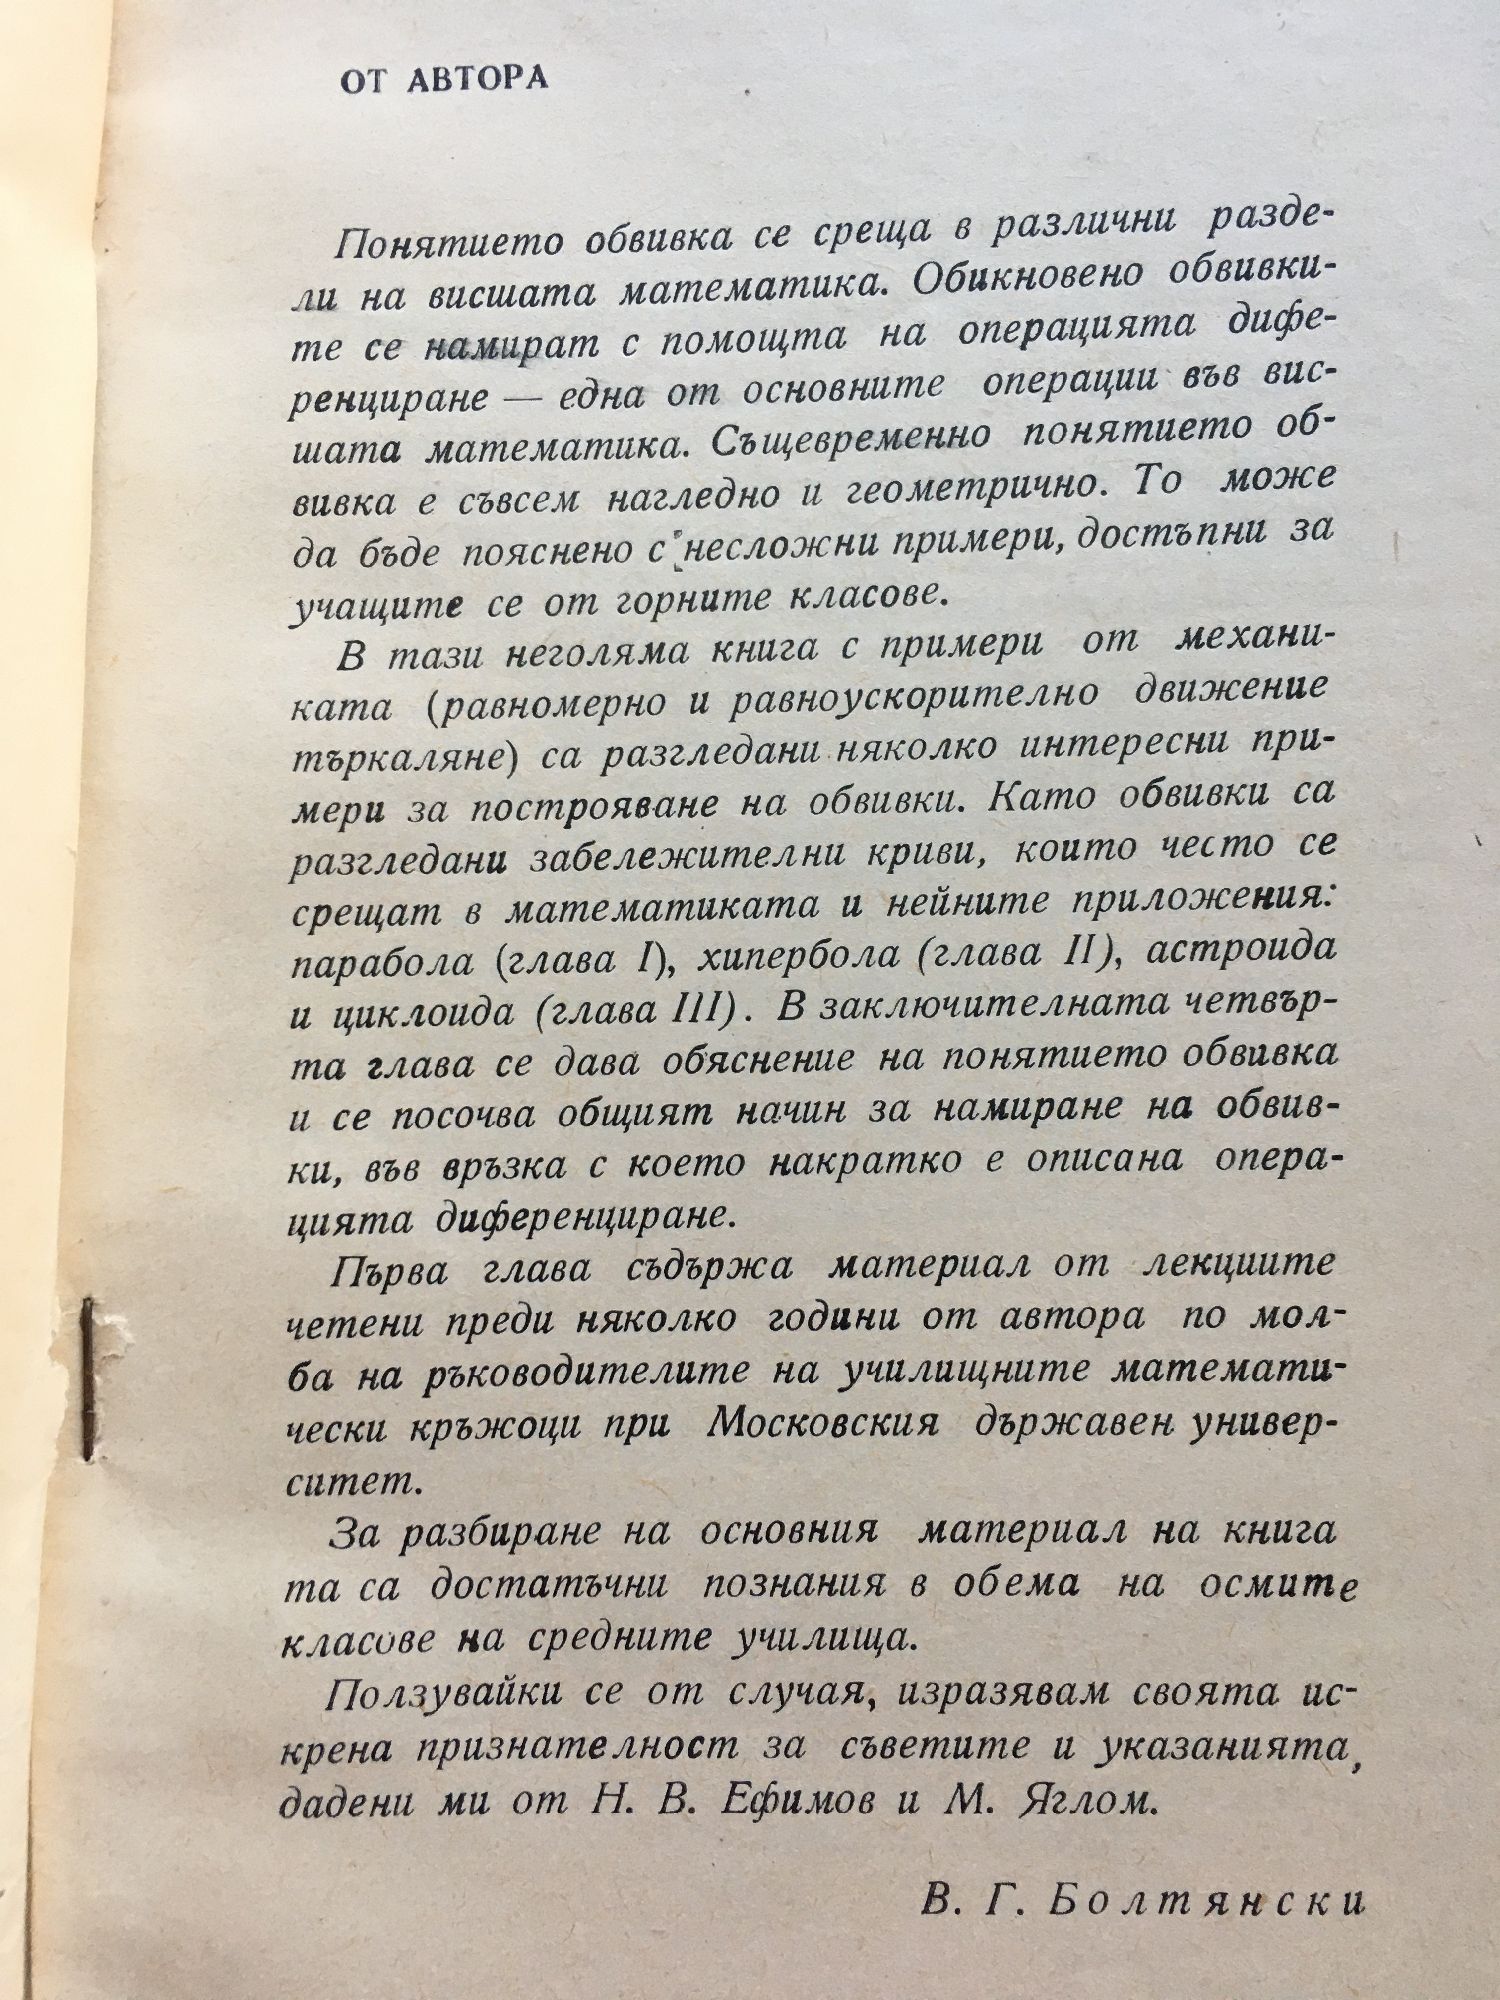 ОТ АВТОРА
Понятието обвивка се среща в различни разде-
ли на висшата математика. Обикновено обвивки-
те се намират с помощта на операцията дифе-
ренциране — една от основните операции във вис-
шата математика. Същевременно понятието об-
вивка е съвсем нагледно и геометрично. То може
да бъде пояснено с несложни примери, достъпни за
учащите се от горните класове.
В тази неголяма книга с примери от механи-
ката (равномерно и равноускорително движение
търкаляне) са разгледани няколко интересни при-
мери за построяване на обвивки. Като обвивки са
разгледани забележителни криви, които често се
срещат в математиката и нейните приложения:
парабола (глава I), хипербола (глава II), астроида
и циклоида (глава III). В заключителната четвър-
та глава се дава обяснение на понятието обвивка
и се посочва общият начин за намиране на обвив-
ки, във връзка с което накратко е описана опера-
цията диференциране.
Първа глава съдържа материал от лекциите
четени преди няколко години от автора по мол-
ба на ръководителите на училищните математи-
чески кръжоци при Московския държавен универ-
ситет.
За разбиране на основния материал на книга
та са достатъчни познания в обема на осмите
класове на средните училища.
Ползувайки се от случая, изразявам своята ис-
крена признателност за съветите и указанията,
дадени ми от Н. В. Ефимов и М. Яглом.
В. Г. Болтянски